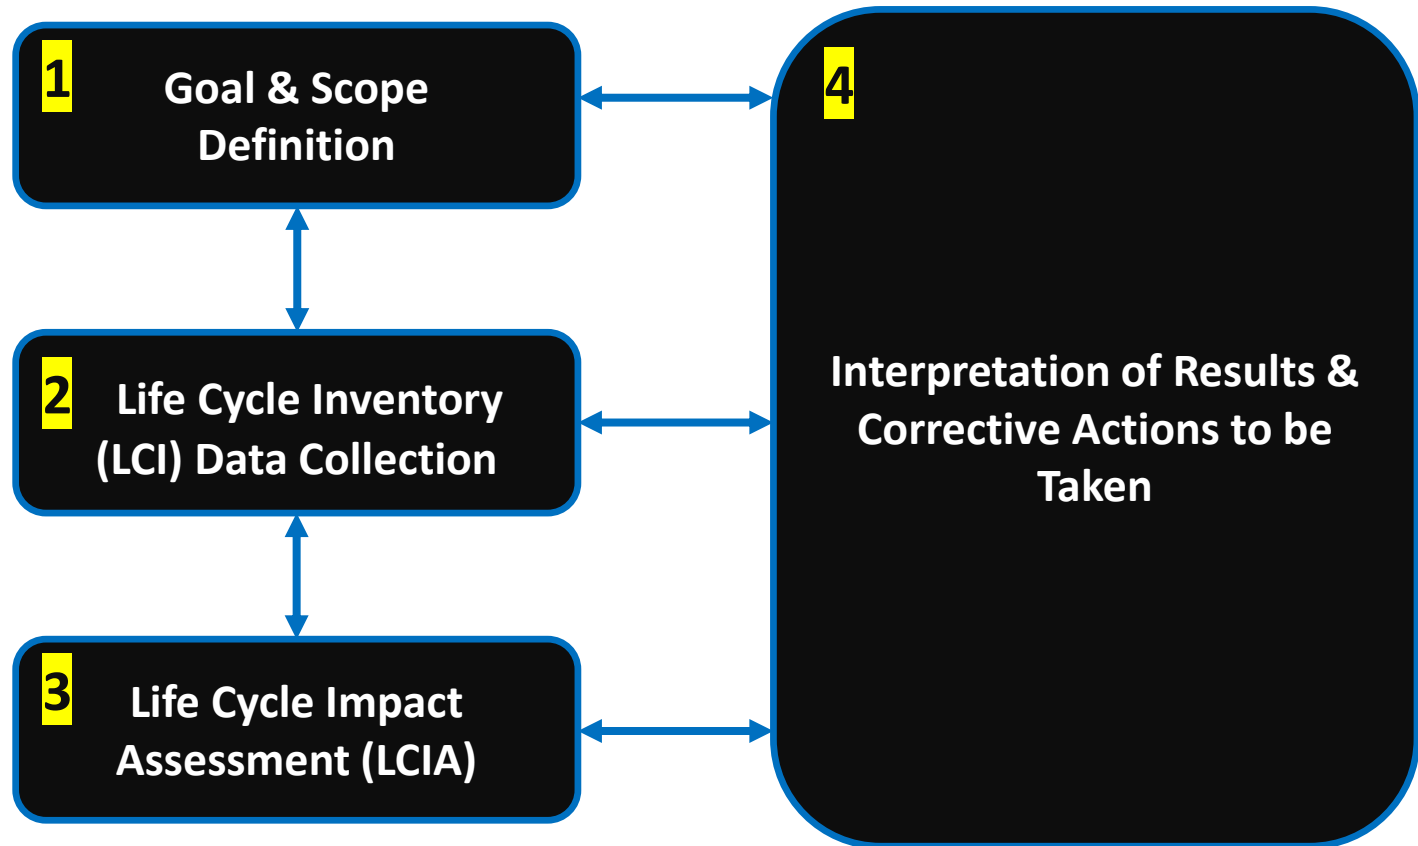 1
Goal & Scope
Definition
2
Life Cycle Inventory
(LCI) Data Collection
3
Life Cycle Impact
Assessment (LCIA)
4
Interpretation of Results &
Corrective Actions to be
Taken